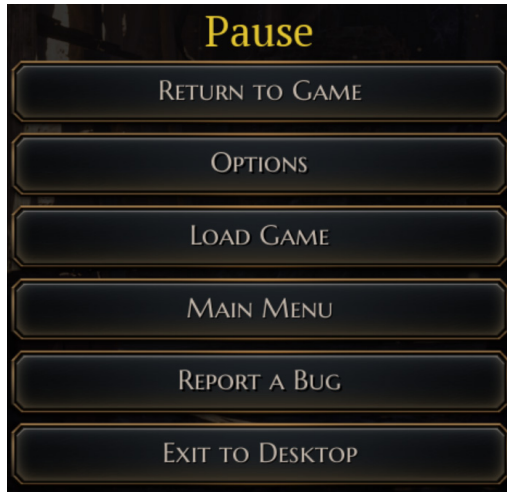 Pause
Return to Game
Options
Load Game
Main Menu
Report a Bug
Exit to Desktop